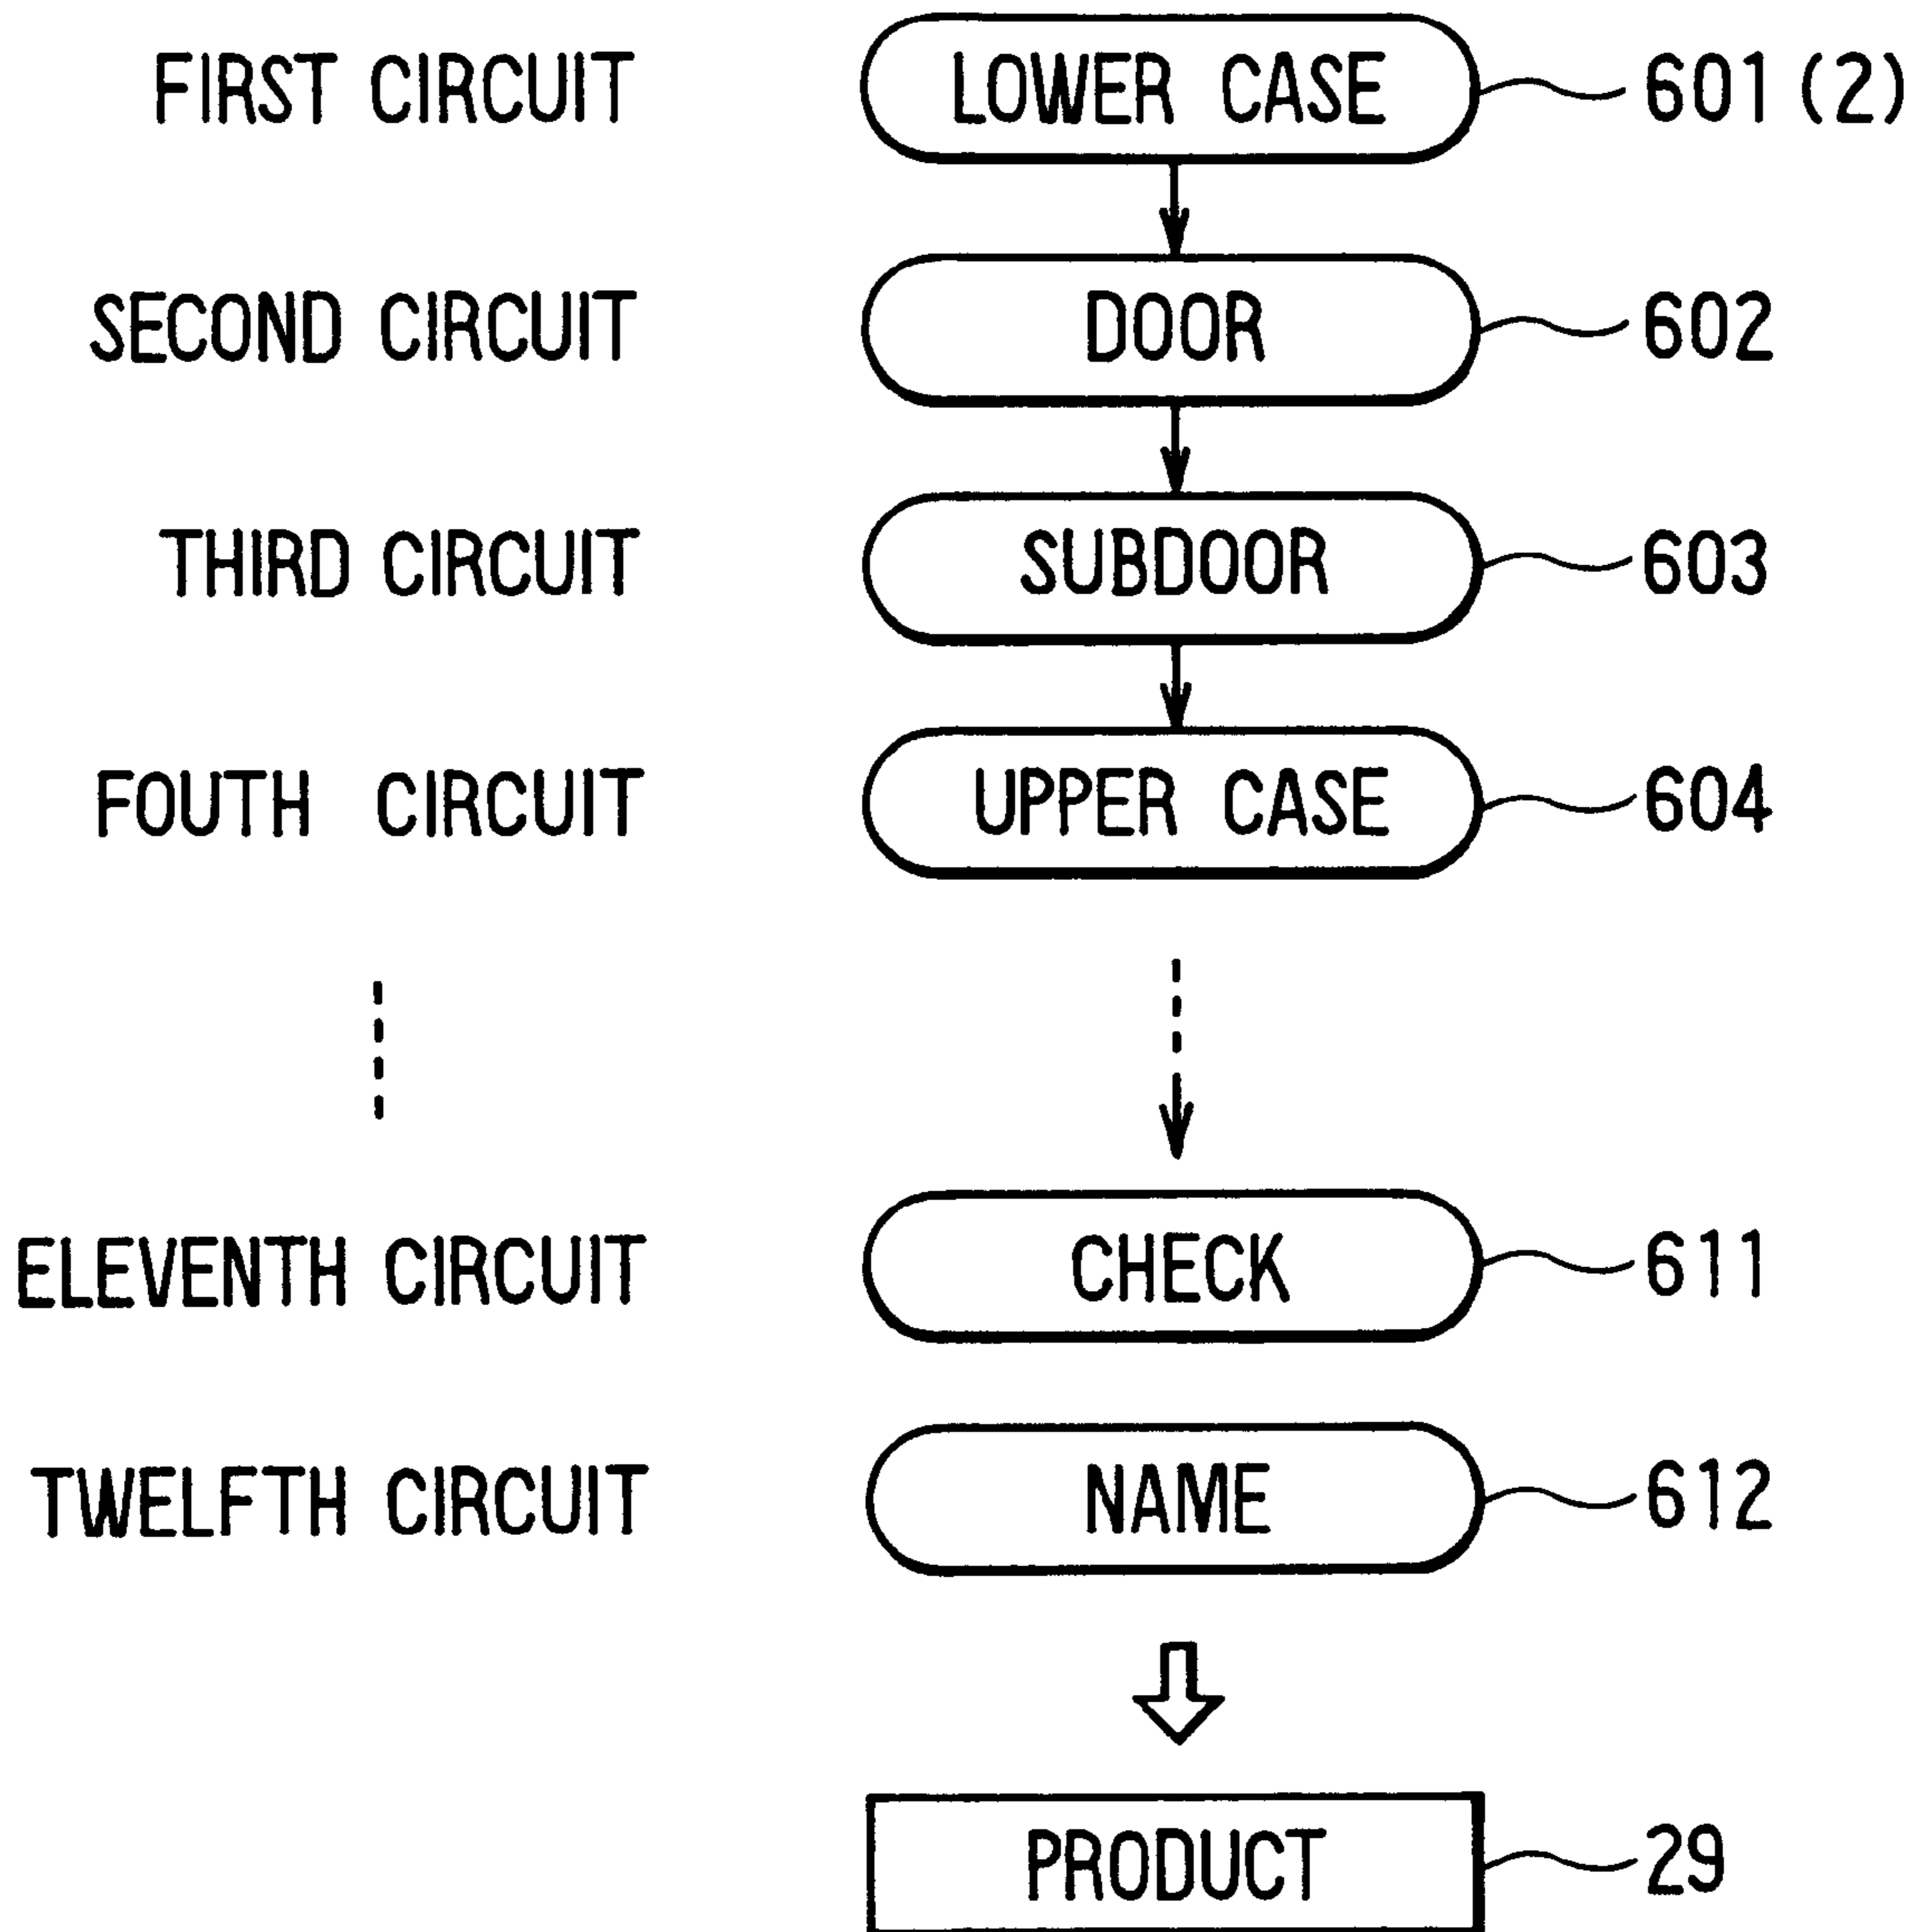 FIRST CIRCUIT LOWER CASE 601 (2)
SECOND CIRCUIT DOOR 602
THIRD CIRCUIT SUBDOOR 603
FOUTH CIRCUIT UPPER CASE 604
ELEVENTH CIRCUIT CHECK 611
TWELFTH CIRCUIT NAME 612
PRODUCT 29